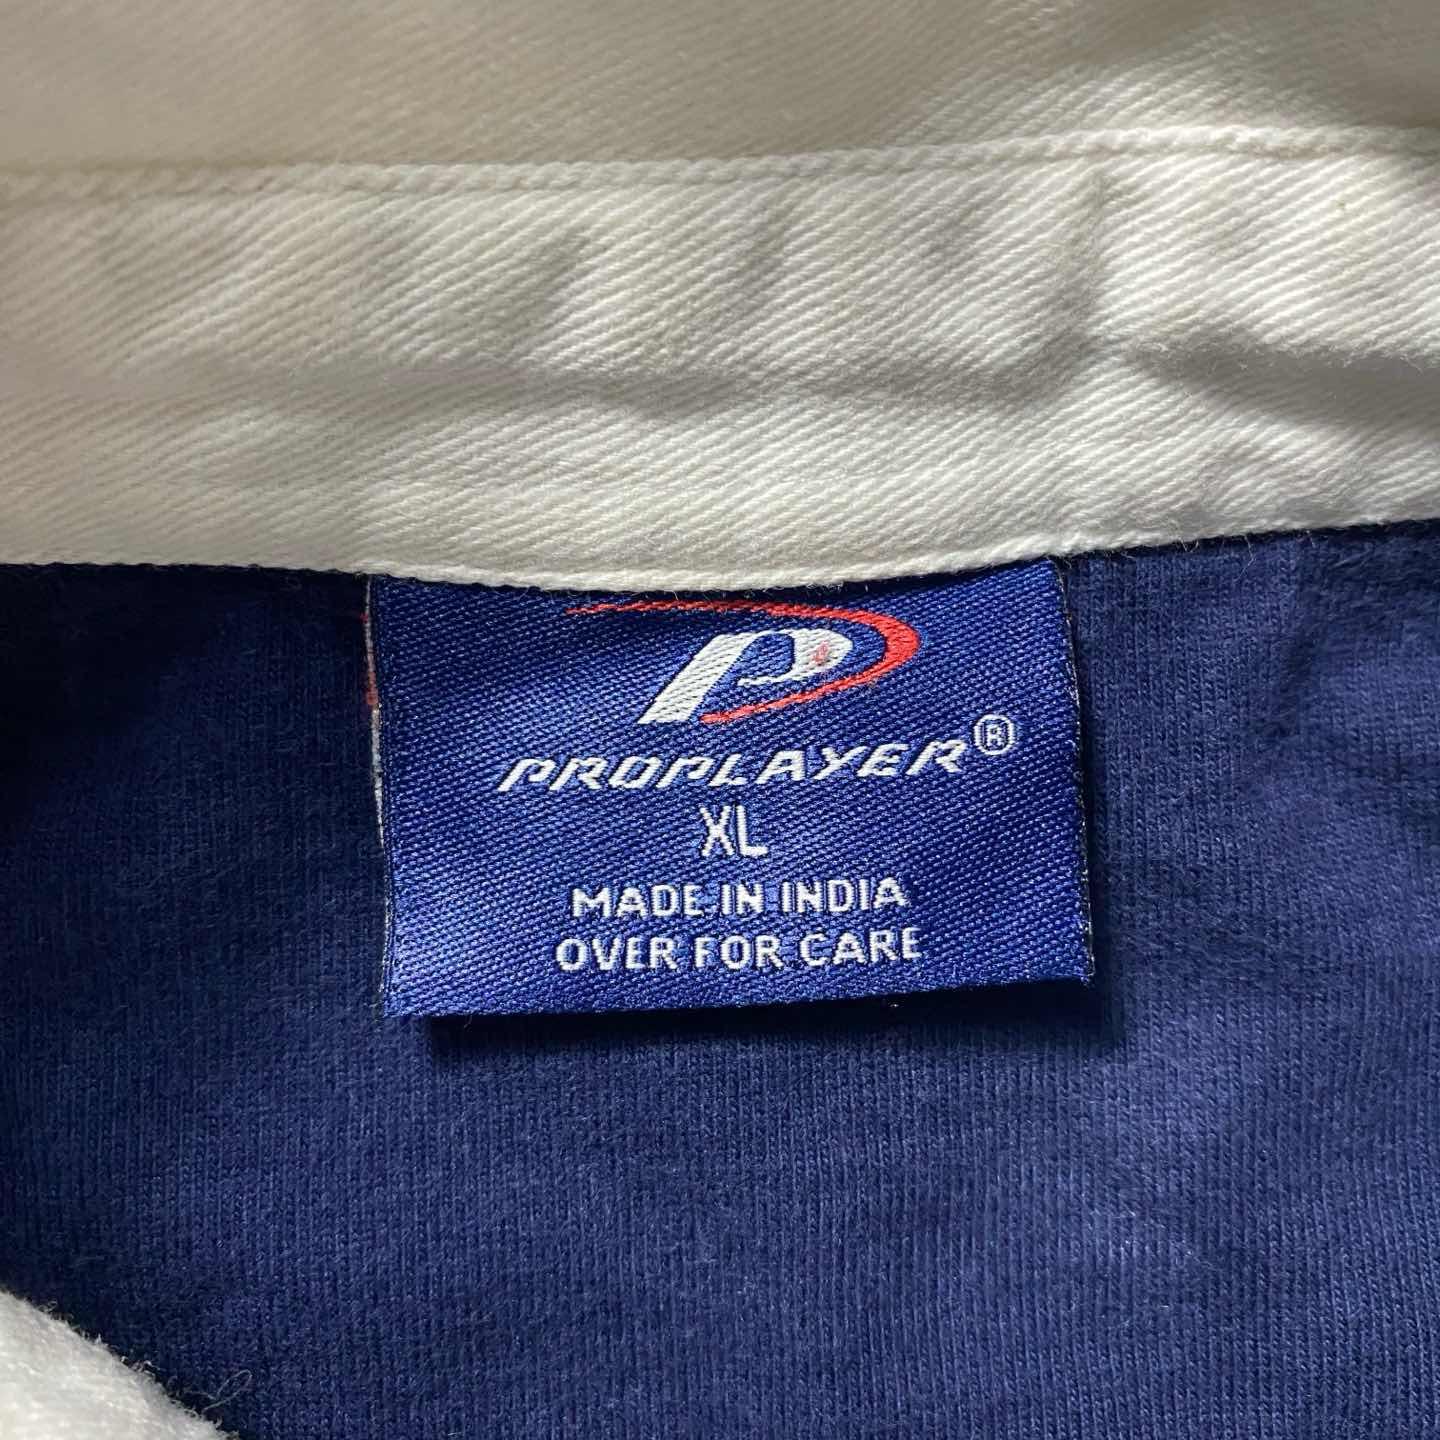 PROPLAYER®
XL
MADE IN INDIA
OVER FOR CARE